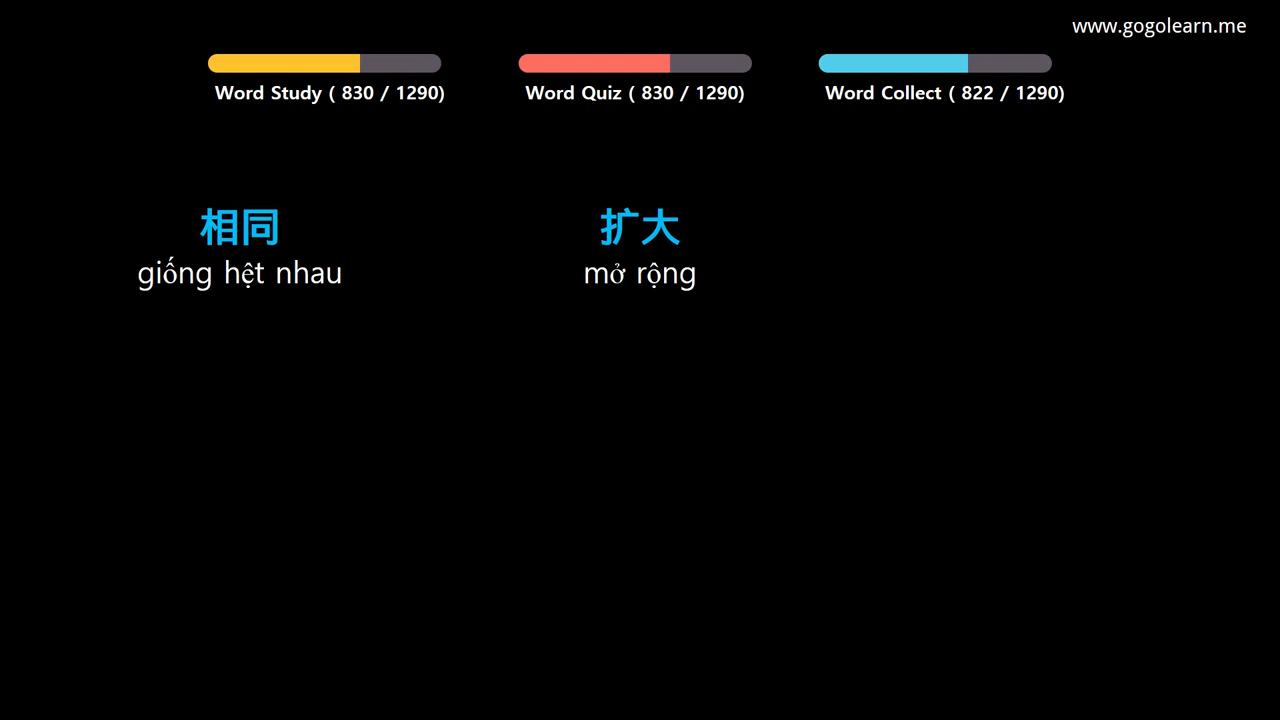 www.gogolearn.me
Word Study ( 830 / 1290)
Word Quiz ( 830 / 1290)
Word Collect ( 822 / 1290)
相同
giống hệt nhau
扩大
mở rộng